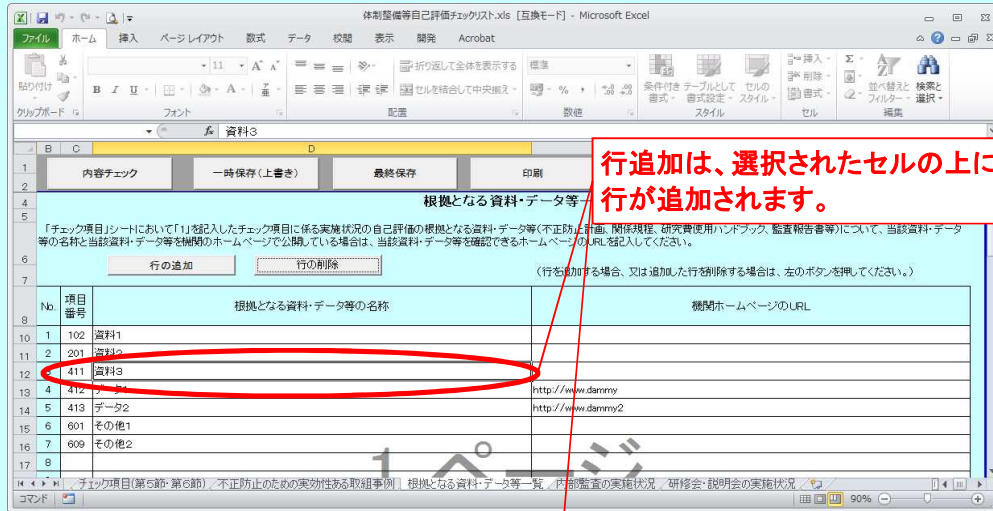 体制整備等自己評価チェックリスト.xls [互換モード] - Microsoft Excel
ファイル ホーム 挿入 ページ レイアウト 数式 データ 校閲 表示 開発 Acrobat
11 折り返して全体を表示する 標準 挿入
貼り付け B I U A セルを結合して中央揃え % 条件付き書式 テーブルとして書式設定 セルのスタイル 削除 書式 並べ替えとフィルター 検索と選択
クリップボード フォント 配置 数値 スタイル セル 編集
fx 資料3
B C D
行追加は、選択されたセルの上に
行が追加されます。
1 内容チェック 一時保存(上書き) 最終保存 印刷
2
4 根拠となる資料・データ等一
5 「チェック項目」シートにおいて「1」を記入したチェック項目に係る実施状況の自己評価の根拠となる資料・データ等(不正防止計画、関係規程、研究費使用ハンドブック、監査報告書等)について、当該資料・データ
等の名称と当該資料・データ等を機関のホームページで公開している場合は、当該資料・データ等を確認できるホームページのURLを記入してください。
6 行の追加 行の削除
7 (行を追加する場合、又は追加した行を削除する場合は、左のボタンを押してください。)
8 No. 項目番号 根拠となる資料・データ等の名称 機関ホームページのURL
10 1 102 資料1
11 2 201 資料2
12 3 411 資料3
13 4 412 データ1 http://www.dammy
14 5 413 データ2 http://www.dammy2
15 6 601 その他1
16 7 609 その他2
17 8
1 ページ
チェック項目(第5節・第6節) 不正防止のための実効性ある取組事例 根拠となる資料・データ等一覧 内部監査の実施状況 研修会・説明会の実施状況
コマンド 90%